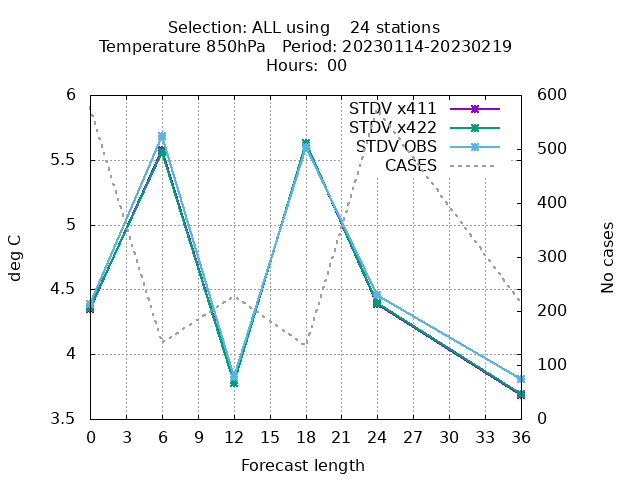 Selection: ALL using    24 stations
Temperature 850hPa   Period: 20230114-20230219
Hours:  00
STDV x411
STDV x422
STDV OBS
CASES
deg C
6
5.5
5
4.5
4
3.5
600
500
400
300
200
100
0
No cases
0 3 6 9 12 15 18 21 24 27 30 33 36
Forecast length